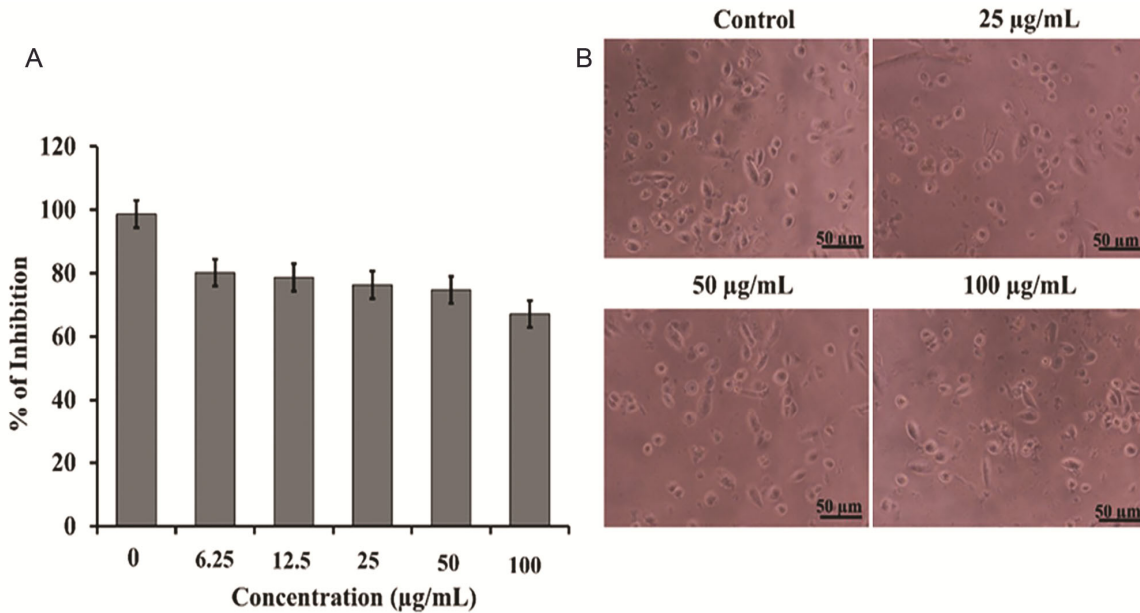 A
120
100
80
60
40
20
0
% of Inhibition
0 6.25 12.5 25 50 100
Concentration (µg/mL)
B
Control 25 µg/mL
50 µm 50 µm
50 µg/mL 100 µg/mL
50 µm 50 µm